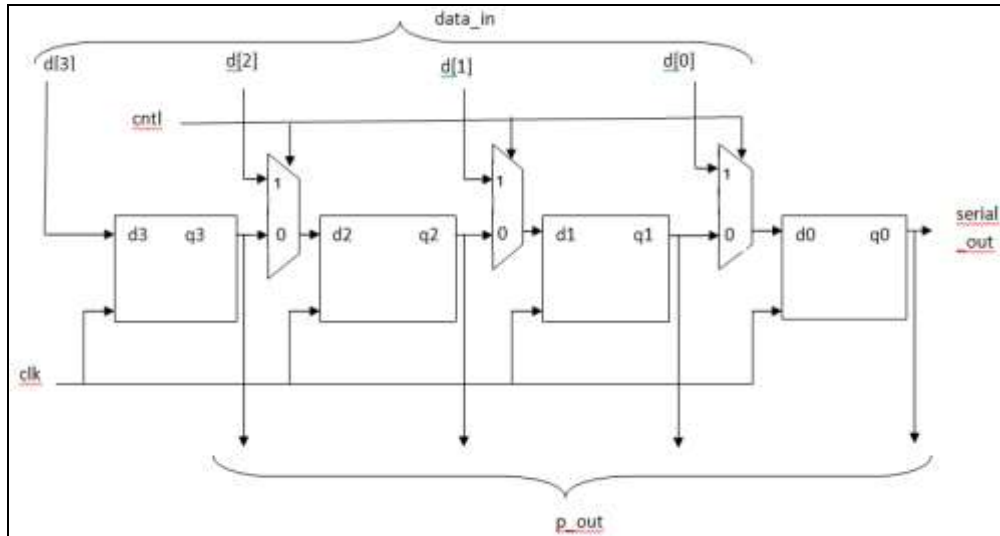 data_in
d[3]
d[2]
d[1]
d[0]
cntl
1
1
1
d3 q3
0
d2 q2
0
d1 q1
0
d0 q0
serial
_out
clk
p_out